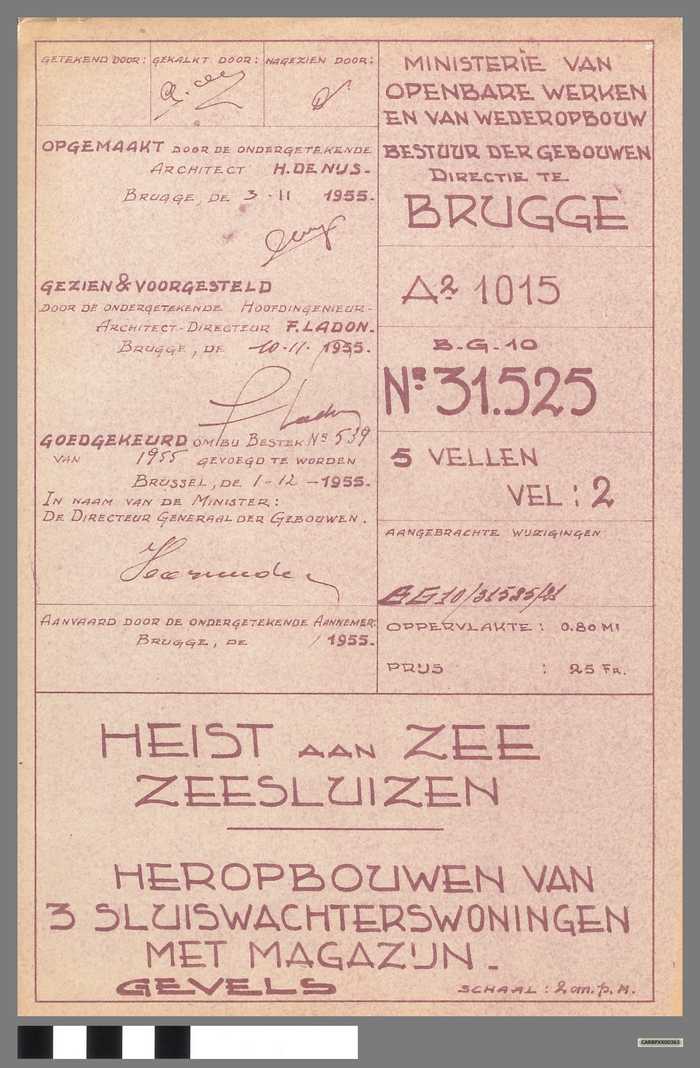 GETEKEND DOOR:
GEKALKT DOOR:
NAGEZIEN DOOR:
OPGEMAAKT DOOR DE ONDERGETEKENDE
ARCHITECT H. DE NIJS.
BRUGGE, DE 3-11 1955.
GEZIEN & VOORGESTELD
DOOR DE ONDERGETEKENDE HOOFDINGENIEUR-
ARCHITECT-DIRECTEUR F. LADON.
BRUGGE, DE 10-11. 1955.
GOEDGEKEURD OM BIJ BESTEK Nr 539
VAN 1955 GEVOEGD TE WORDEN
BRUSSEL, DE 1-12-1955.
IN NAAM VAN DE MINISTER:
DE DIRECTEUR GENERAAL DER GEBOUWEN.
AANVAARD DOOR DE ONDERGETEKENDE AANNEMER:
BRUGGE, DE / 1955.
MINISTERIE VAN
OPENBARE WERKEN
EN VAN WEDEROPBOUW
BESTUUR DER GEBOUWEN
DIRECTIE TE
BRUGGE
A2 1015
B.G.10
Nr 31.525
5 VELLEN
VEL: 2
AANGEBRACHTE WIJZIGINGEN
BG10/31525/
OPPERVLAKTE: 0.80 M2
PRIJS : 25 FR.
HEIST AAN ZEE
ZEESLUIZEN
HEROPBOUWEN VAN
3 SLUISWACHTERSWONINGEN
MET MAGAZIJN.
GEVELS
SCHAAL: 2 cm. p. M.
CARBPXX00363